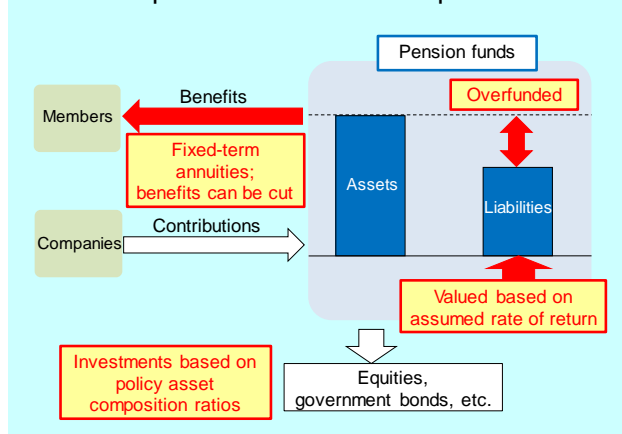 Pension funds
Overfunded
Benefits
Members
Fixed-term
annuities;
benefits can be cut
Assets
Liabilities
Contributions
Companies
Valued based on
assumed rate of return
Investments based on
policy asset
composition ratios
Equities,
government bonds, etc.